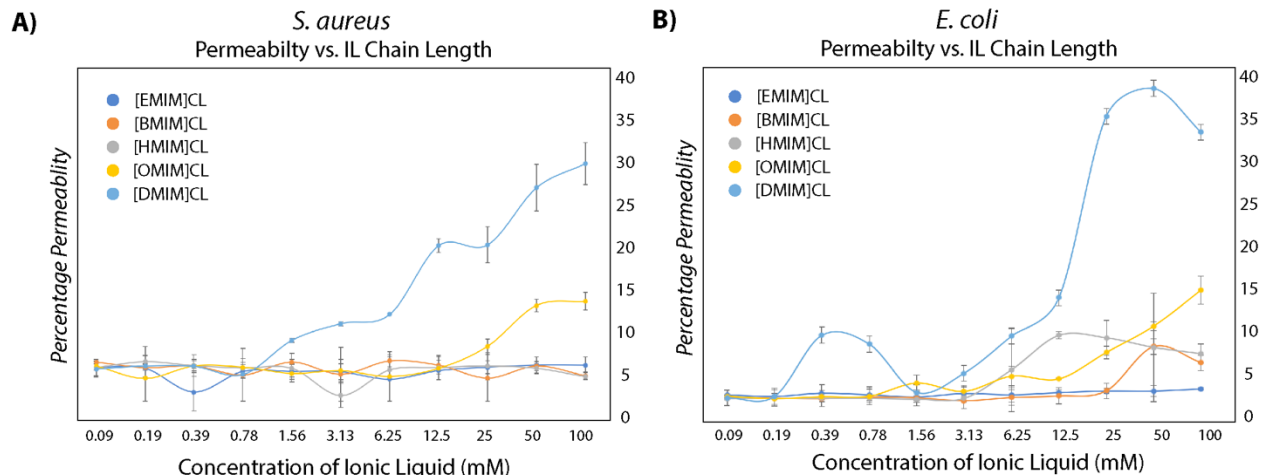 A)
S. aureus
Permeabilty vs. IL Chain Length
[EMIM]CL
[BMIM]CL
[HMIM]CL
[OMIM]CL
[DMIM]CL
Percentage Permeablity
40
35
30
25
20
15
10
5
0
0.09 0.19 0.39 0.78 1.56 3.13 6.25 12.5 25 50 100
Concentration of Ionic Liquid (mM)
B)
E. coli
Permeability vs. IL Chain Length
[EMIM]CL
[BMIM]CL
[HMIM]CL
[OMIM]CL
[DMIM]CL
Percentage Permeablity
40
35
30
25
20
15
10
5
0
0.09 0.19 0.39 0.78 1.56 3.13 6.25 12.5 25 50 100
Concentration of Ionic Liquid (mM)